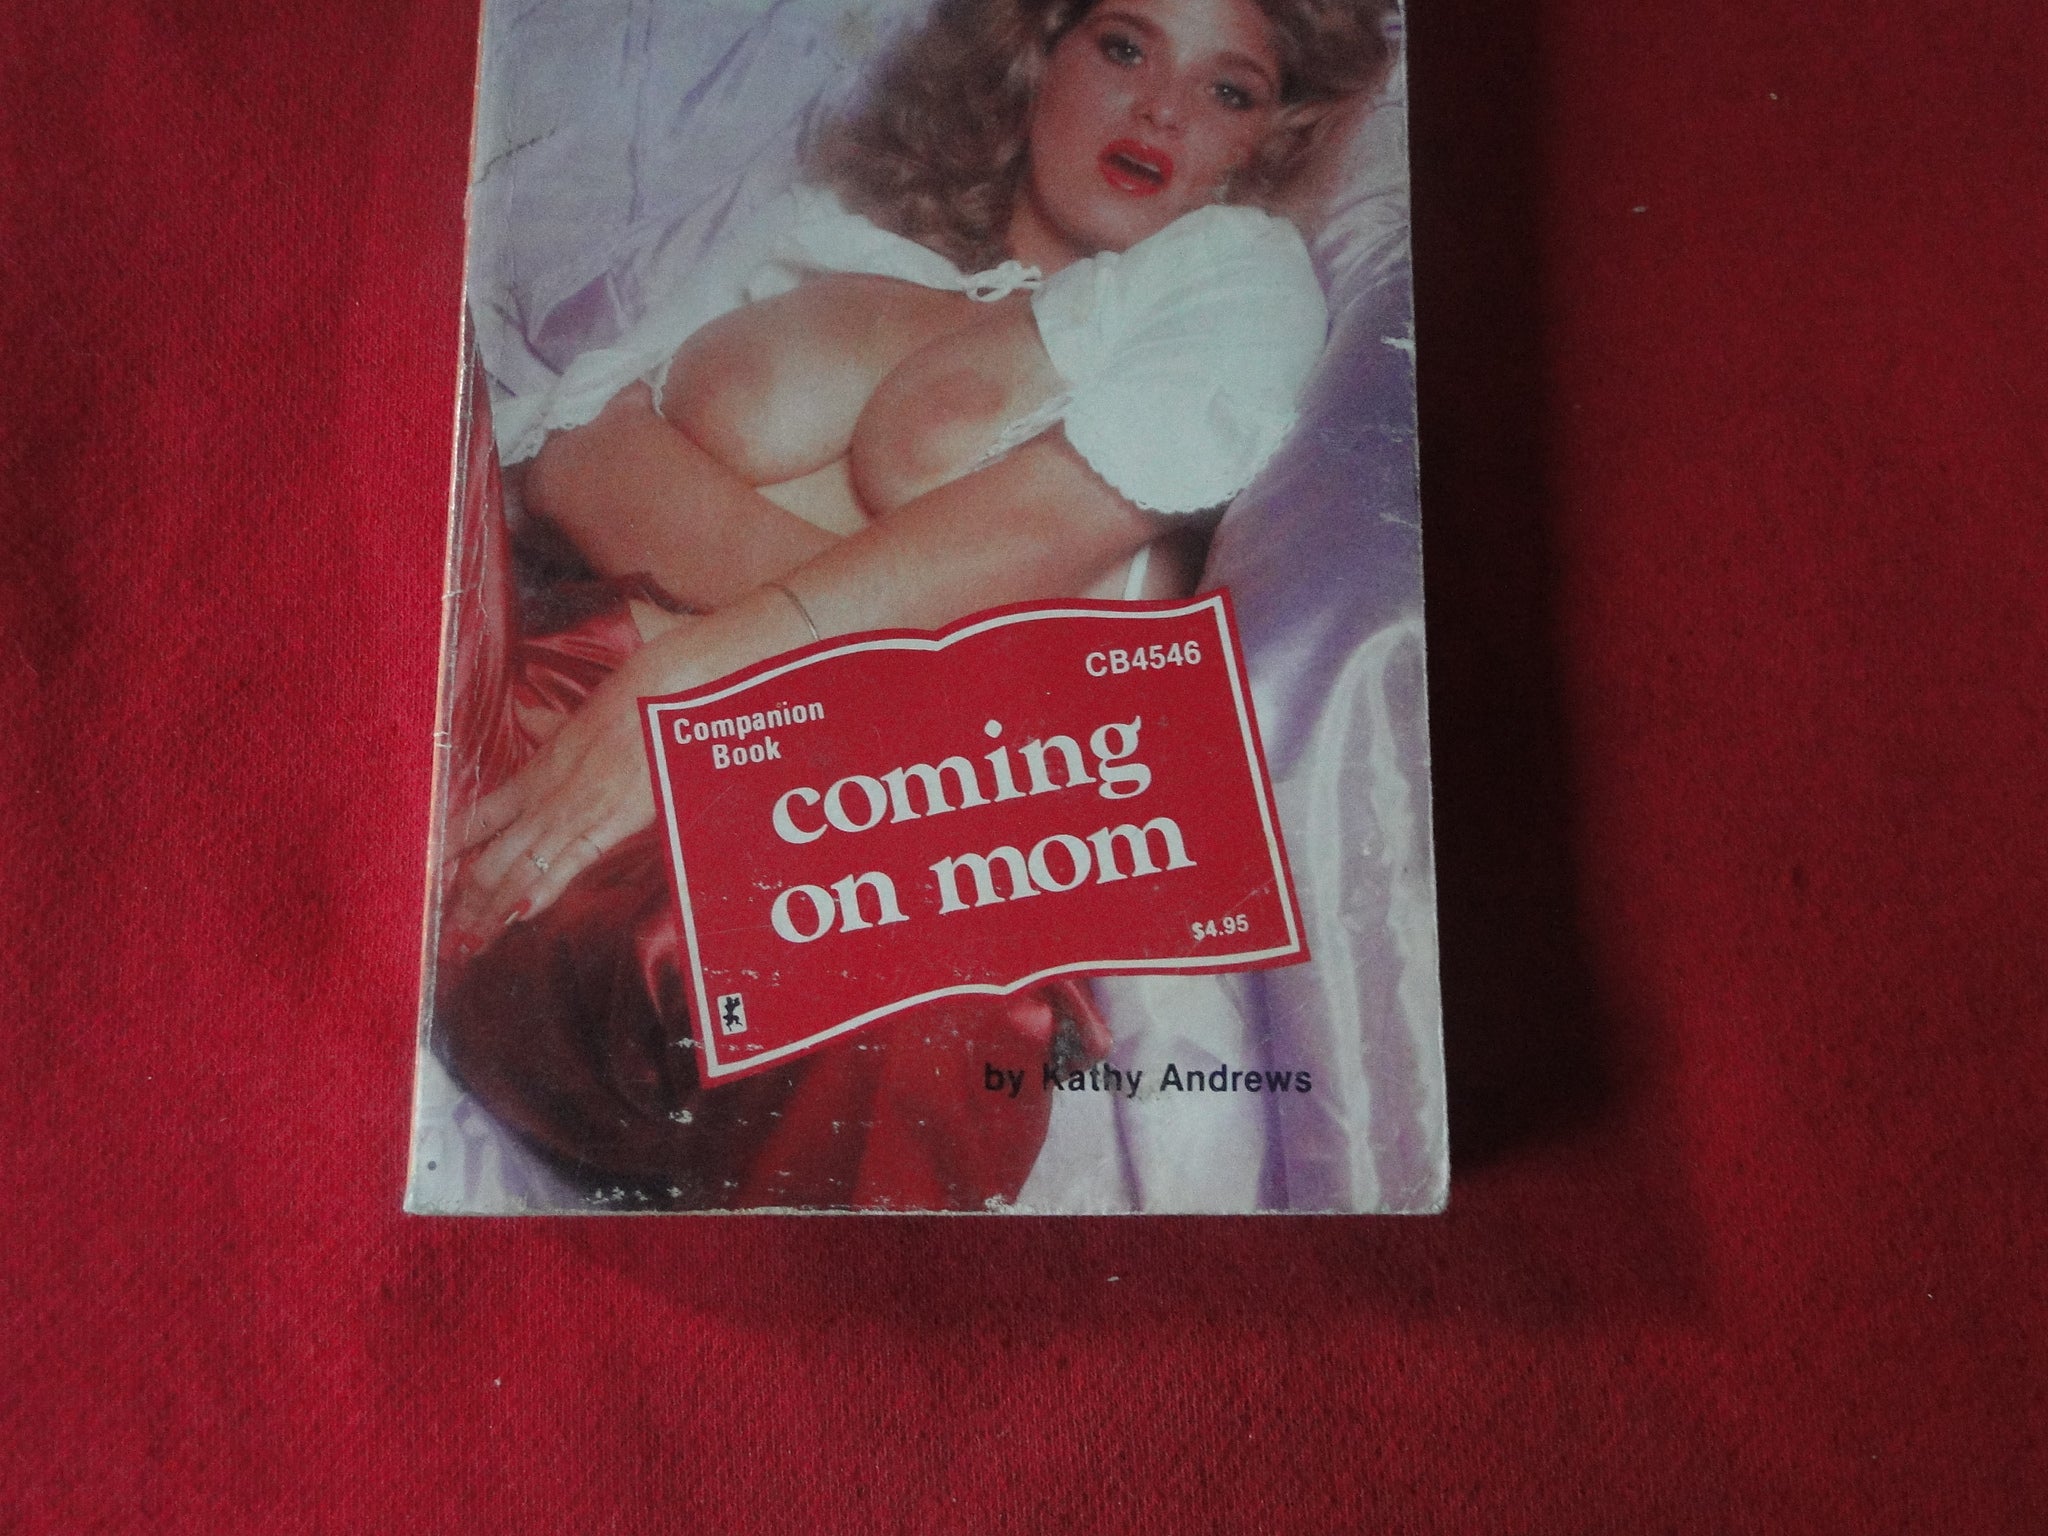 CB4546
Companion
Book
coming
on mom
$4.95
by Kathy Andrews